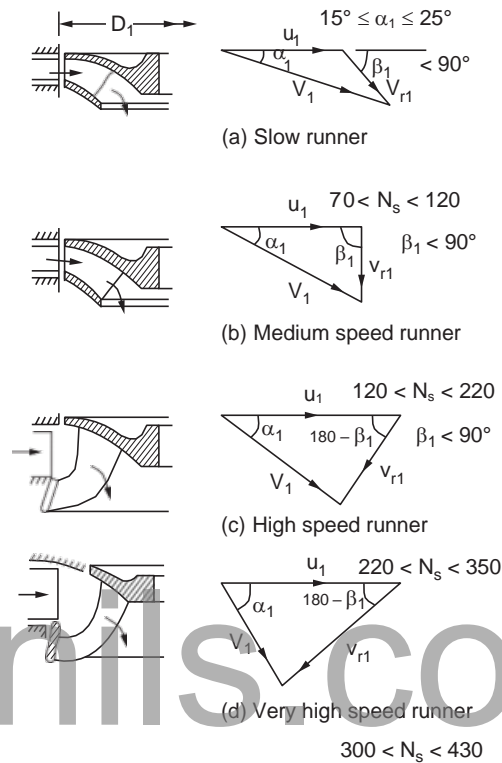 D₁
u₁
15° ≤ α₁ ≤ 25°
α₁
β₁
< 90°
V₁
Vr1
(a) Slow runner
70 < Nₛ < 120
u₁
α₁
β₁
β₁ < 90°
V₁
vr1
(b) Medium speed runner
u₁
120 < Nₛ < 220
α₁
180 – β₁
β₁ < 90°
V₁
vr1
(c) High speed runner
u₁
220 < Nₛ < 350
α₁
180 – β₁
V₁
vr1
nils.co
(d) Very high speed runner
300 < Nₛ < 430